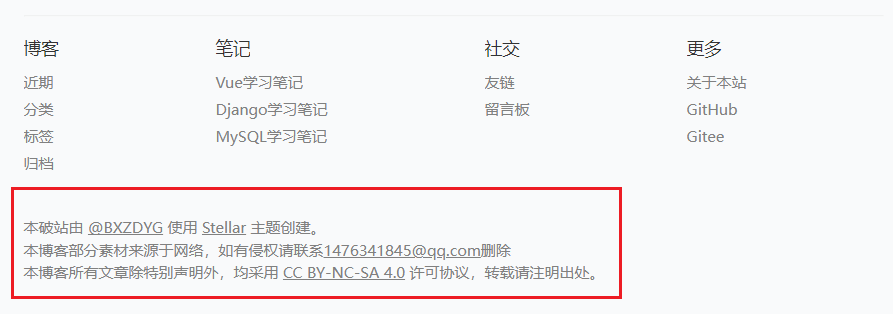 博客
近期
分类
标签
归档
笔记
Vue学习笔记
Django学习笔记
MySQL学习笔记
社交
友链
留言板
更多
关于本站
GitHub
Gitee
本破站由 @BXZDYG 使用 Stellar 主题创建。
本博客部分素材来源于网络，如有侵权请联系1476341845@qq.com删除
本博客所有文章除特别声明外，均采用 CC BY-NC-SA 4.0 许可协议，转载请注明出处。